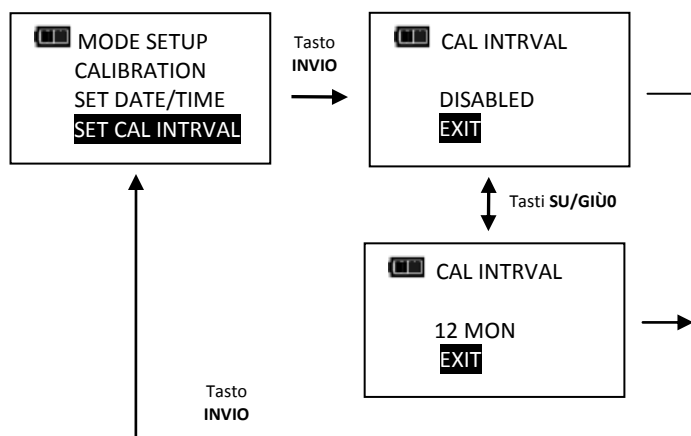 MODE SETUP
CALIBRATION
SET DATE/TIME
SET CAL INTRVAL
Tasto
INVIO
CAL INTRVAL
DISABLED
EXIT
Tasti SU/GIÙ0
CAL INTRVAL
12 MON
EXIT
Tasto
INVIO